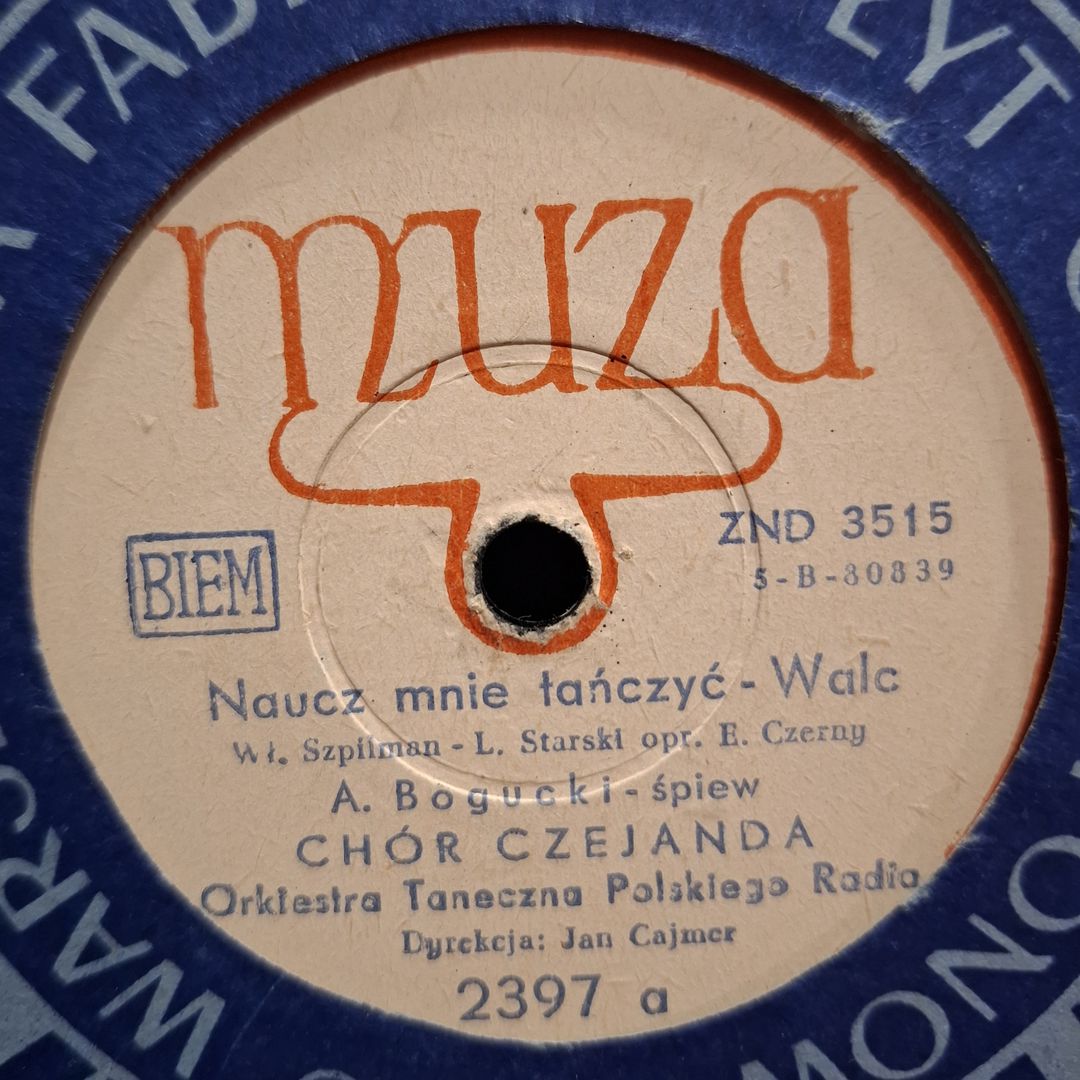 muza
BIEM
ZND 3515
5-B-80839
Naucz mnie tańczyć - Walc
Wł. Szpilman - L. Starski opr. E. Czerny
A. Bogucki - śpiew
CHÓR CZEJANDA
Orkiestra Taneczna Polskiego Radia
Dyrekcja: Jan Cajmer
2397 a